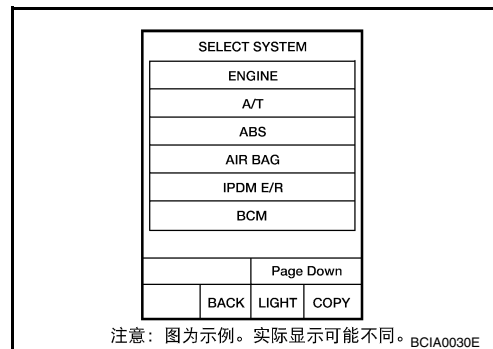 SELECT SYSTEM
ENGINE
A/T
ABS
AIR BAG
IPDM E/R
BCM
Page Down
BACK LIGHT COPY
注意：图为示例。实际显示可能不同。BCIA0030E